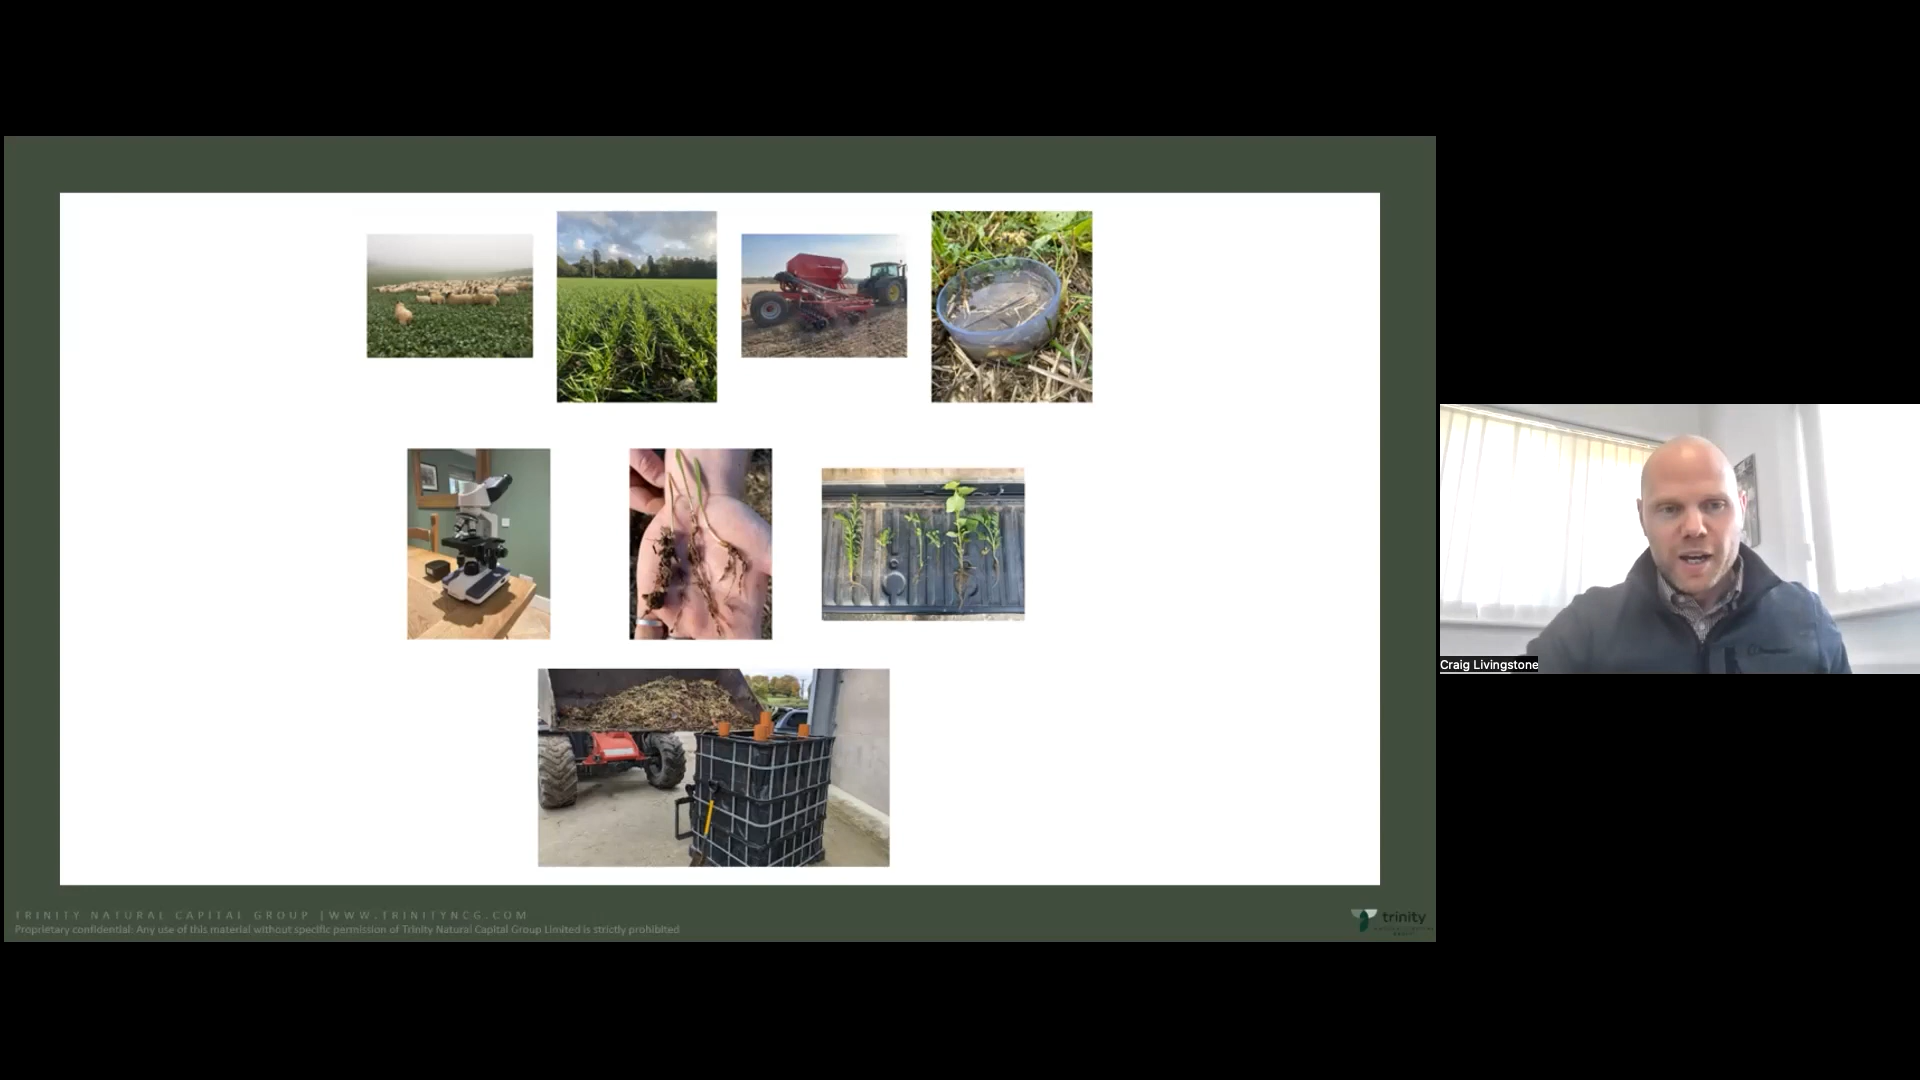 Craig Livingstone
TRINITY NATURAL CAPITAL GROUP |WWW.TRINITYNCG.COM
Proprietary confidential: Any use of this material without specific permission of Trinity Natural Capital Group Limited is strictly prohibited
trinity